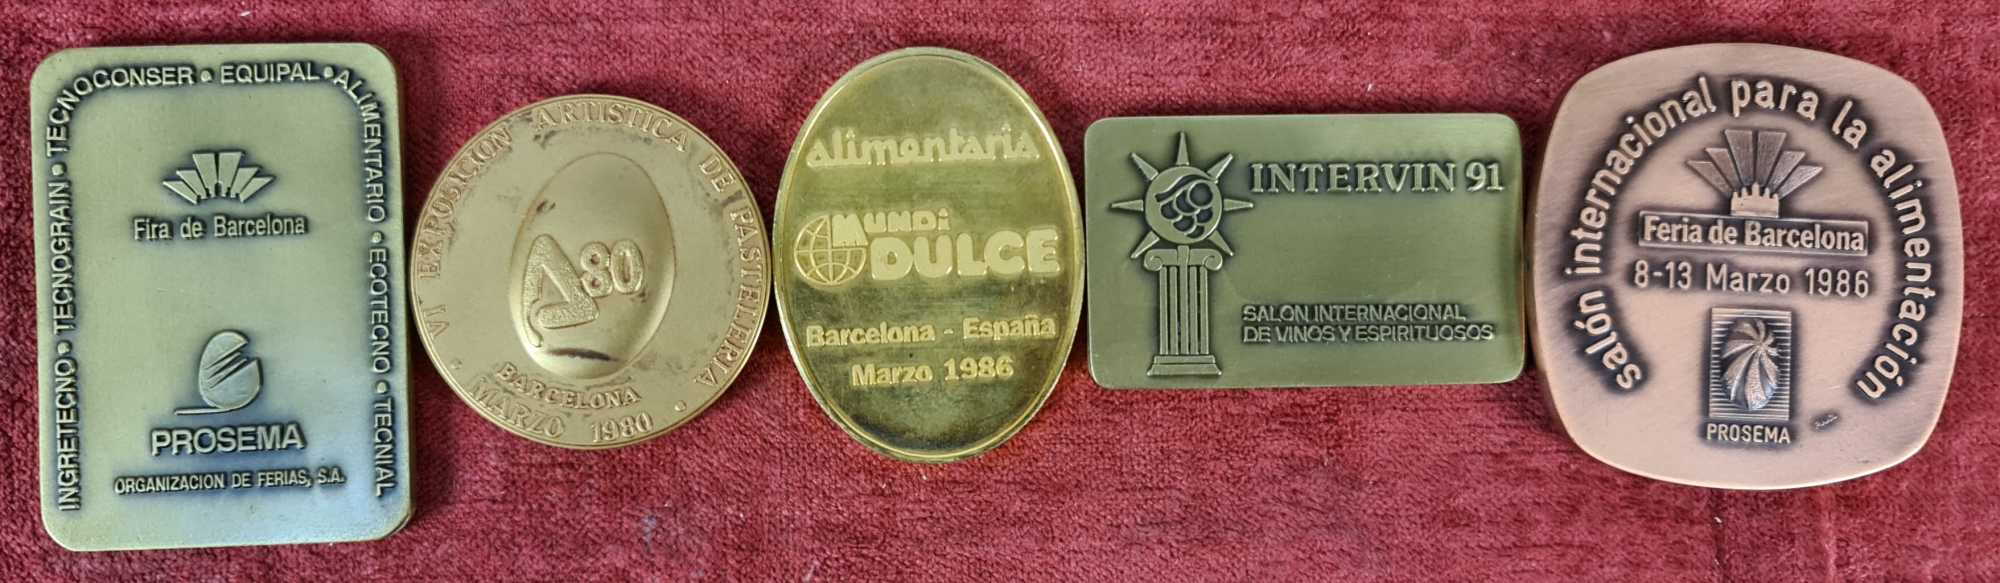 INGRETECNO • TECNOGRAIN • TECNOCONSER • EQUIPAL • ALIMENTARIO • ECOTECNO • TECNIAL
Fira de Barcelona
PROSEMA
ORGANIZACION DE FERIAS, S.A.
VI EXPOSICION ARTISTICA DE PASTELERIA
80
BARCELONA
• MARZO 1980 •
alimentaria
MUNDi
DULCE
Barcelona - España
Marzo 1986
INTERVIN 91
SALON INTERNACIONAL
DE VINOS Y ESPIRITUOSOS
salón internacional para la alimentación
Feria de Barcelona
8-13 Marzo 1986
PROSEMA